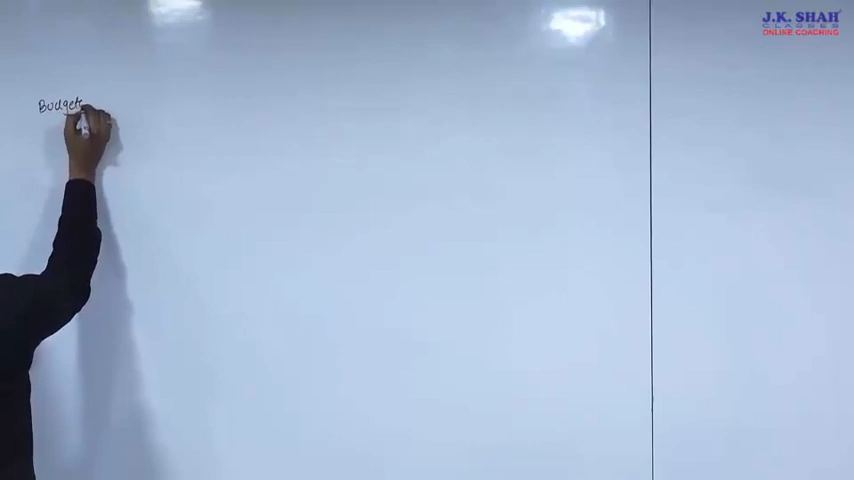 J.K. SHAH
CLASSES
ONLINE COACHING
Budget